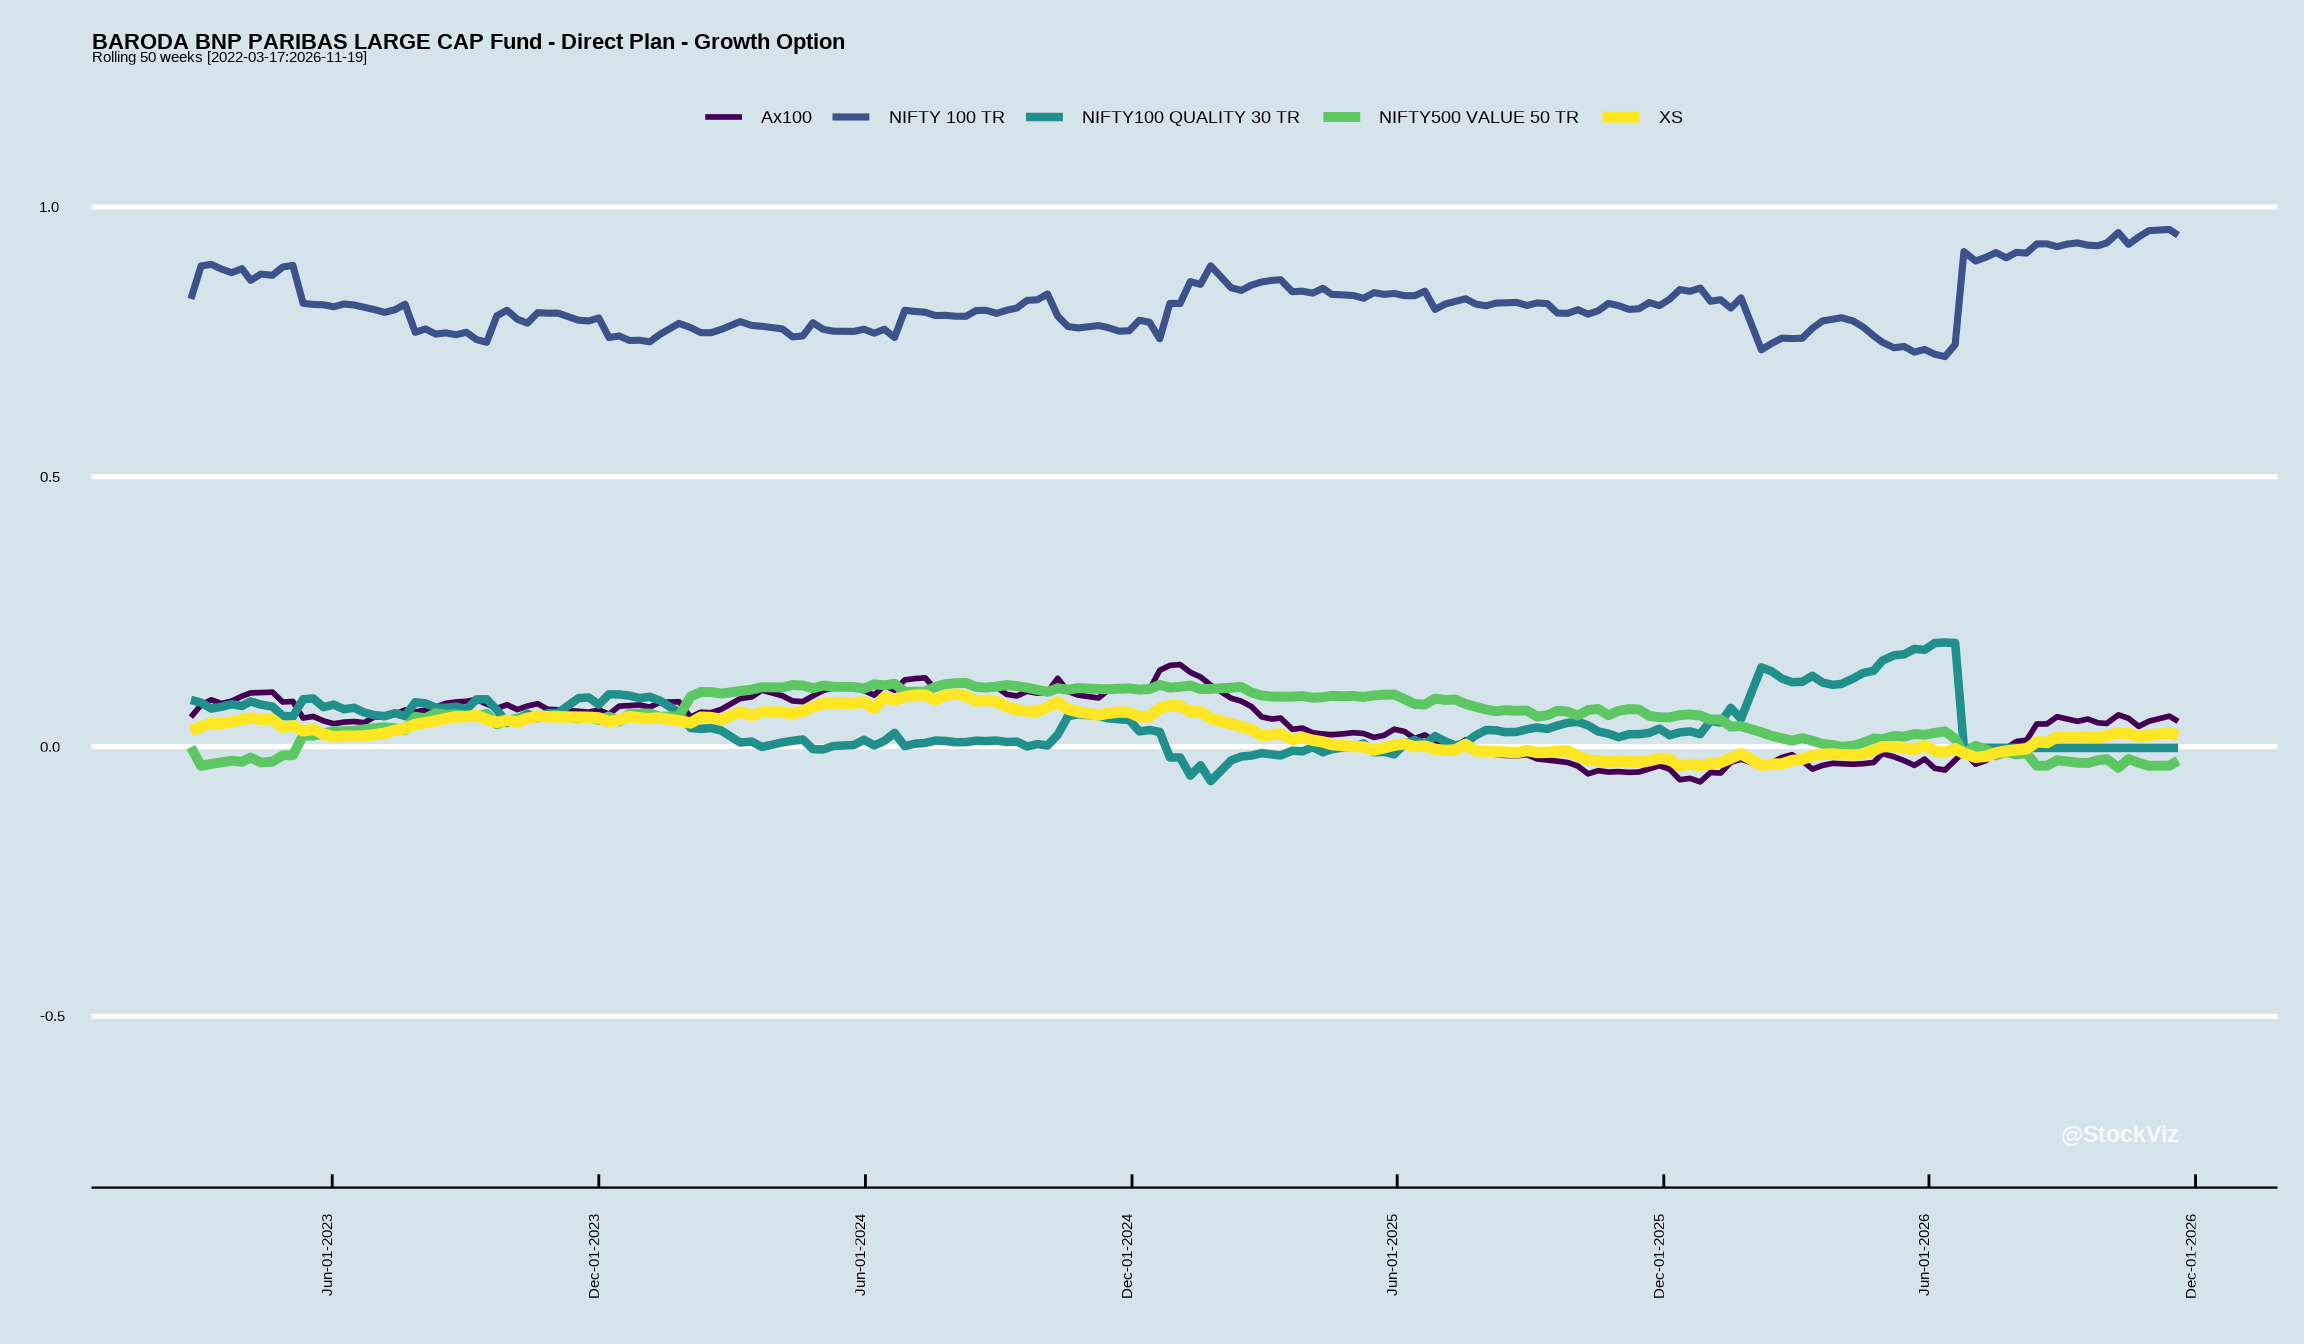 BARODA BNP PARIBAS LARGE CAP Fund - Direct Plan - Growth Option
Rolling 50 weeks [2022-03-17:2026-11-19]
Ax100 NIFTY 100 TR NIFTY100 QUALITY 30 TR NIFTY500 VALUE 50 TR XS
1.0
0.5
0.0
-0.5
@StockViz
Jun-01-2023 Dec-01-2023 Jun-01-2024 Dec-01-2024 Jun-01-2025 Dec-01-2025 Jun-01-2026 Dec-01-2026